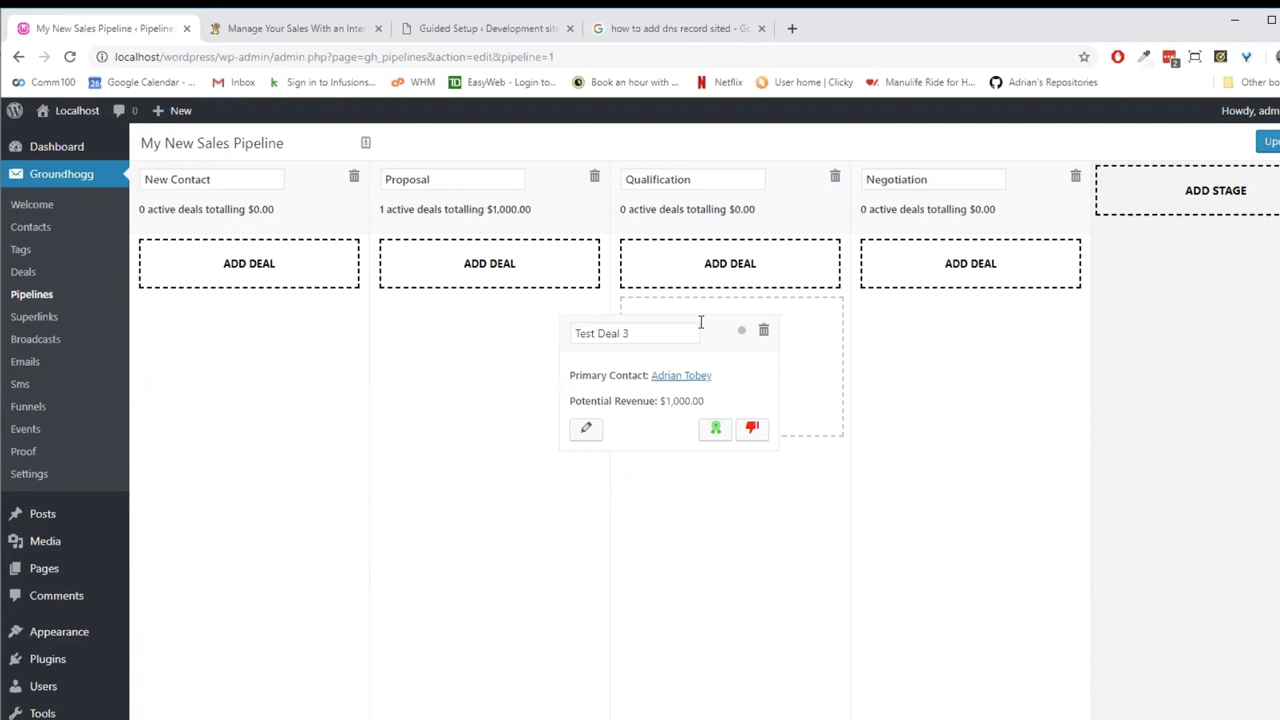 My New Sales Pipeline ‹ Pipeline
Manage Your Sales With an Inte
Guided Setup ‹ Development site
how to add dns record sited - Go
localhost/wordpress/wp-admin/admin.php?page=gh_pipelines&action=edit&pipeline=1
Comm100
Google Calendar -...
Inbox
Sign in to Infusions...
WHM
EasyWeb - Login to...
Book an hour with ...
Netflix
User home | Clicky
Manulife Ride for H...
Adrian's Repositories
Other bo
Localhost
0
New
Howdy, adm
Dashboard
Groundhogg
Welcome
Contacts
Tags
Deals
Pipelines
Superlinks
Broadcasts
Emails
Sms
Funnels
Events
Proof
Settings
Posts
Media
Pages
Comments
Appearance
Plugins
Users
Tools
My New Sales Pipeline
Up
New Contact
Proposal
Qualification
Negotiation
ADD STAGE
0 active deals totalling $0.00
1 active deals totalling $1,000.00
0 active deals totalling $0.00
0 active deals totalling $0.00
ADD DEAL
ADD DEAL
ADD DEAL
ADD DEAL
Test Deal 3
Primary Contact: Adrian Tobey
Potential Revenue: $1,000.00